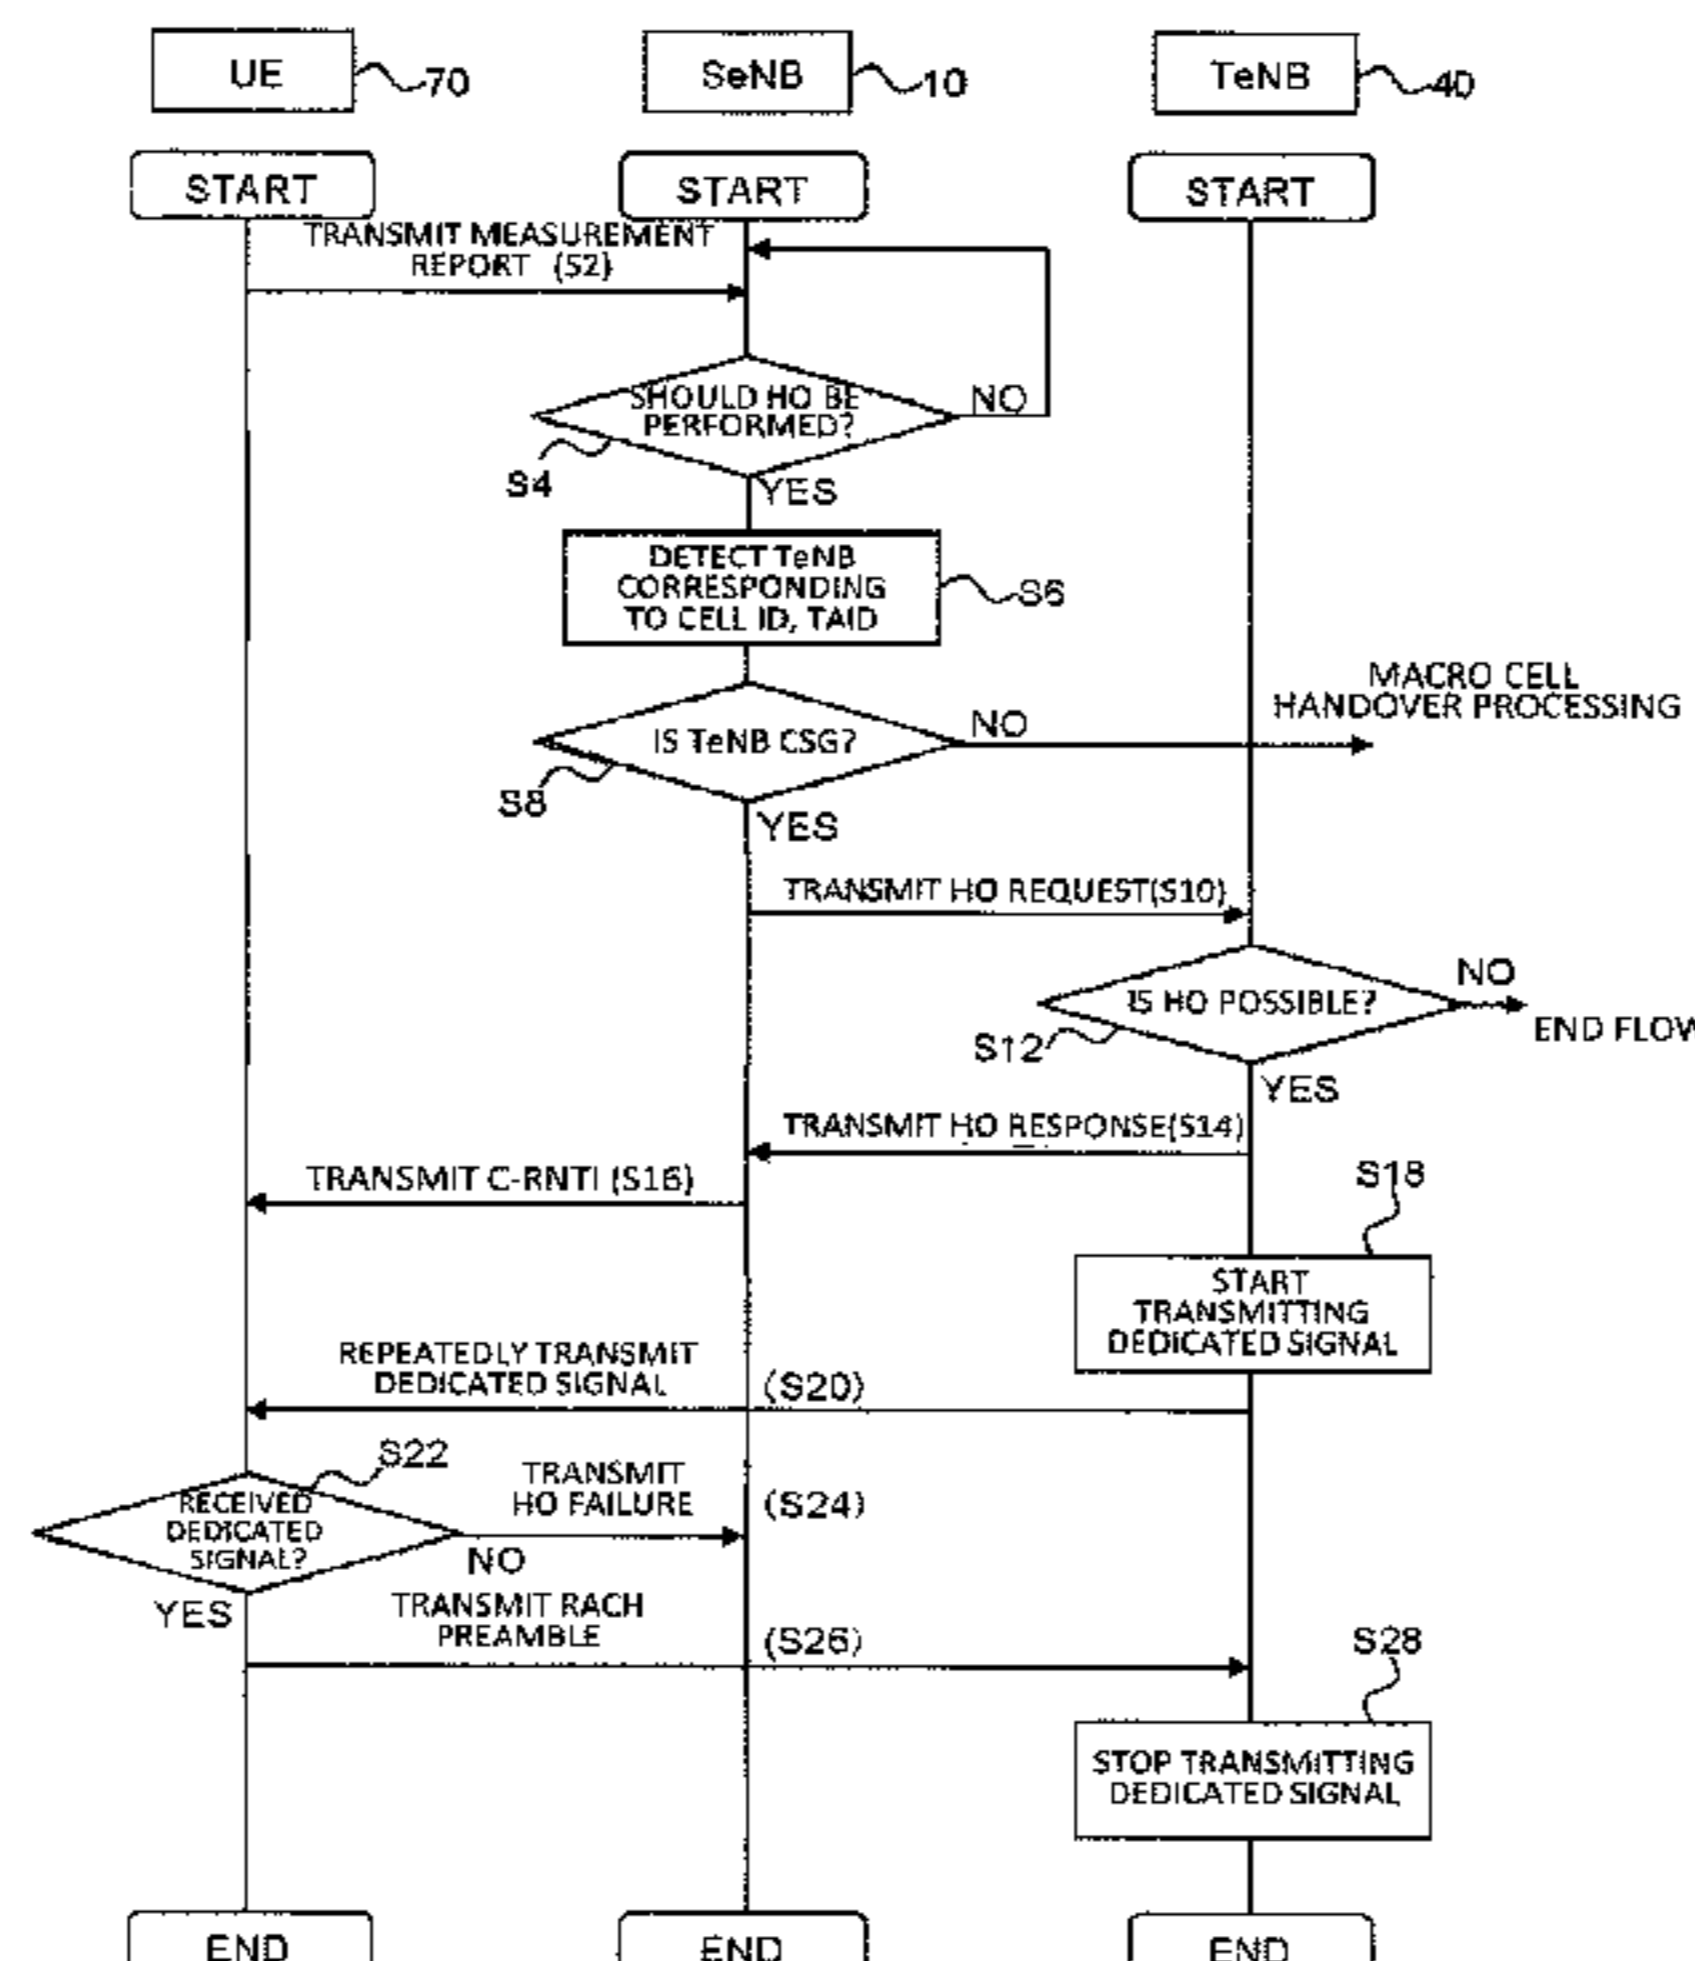 UE
70
SeNB
10
TeNB
40
START
START
START
TRANSMIT MEASUREMENT
REPORT (S2)
SHOULD HO BE
PERFORMED?
NO
S4
YES
DETECT TeNB
CORRESPONDING
TO CELL ID, TAID
S6
MACRO CELL
HANDOVER PROCESSING
IS TeNB CSG?
NO
S8
YES
TRANSMIT HO REQUEST(S10)
IS HO POSSIBLE?
NO
END FLOW
S12
YES
TRANSMIT HO RESPONSE(S14)
TRANSMIT C-RNTI (S16)
S18
START
TRANSMITTING
DEDICATED SIGNAL
REPEATEDLY TRANSMIT
DEDICATED SIGNAL
(S20)
S22
RECEIVED
DEDICATED
SIGNAL?
TRANSMIT
HO FAILURE
(S24)
NO
YES
TRANSMIT RACH
PREAMBLE
(S26)
S28
STOP TRANSMITTING
DEDICATED SIGNAL
END
END
END